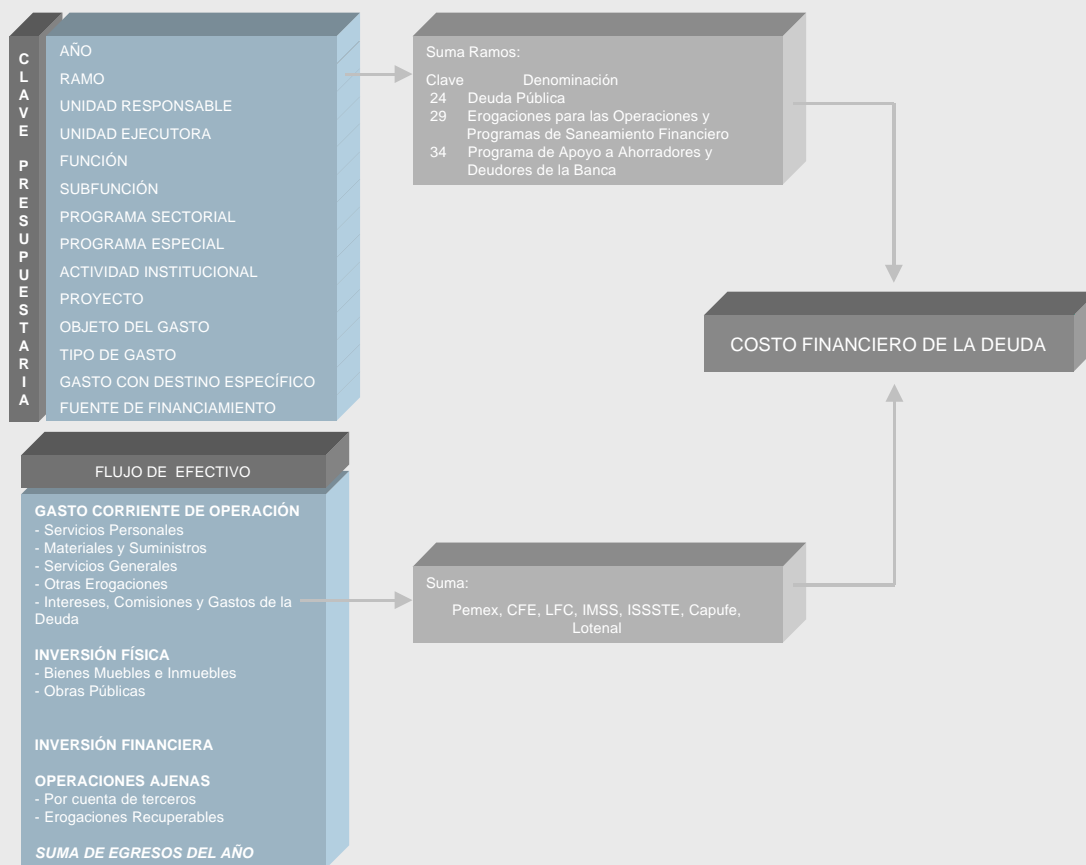 CLAVE PRESUPUESTARIA
AÑO
RAMO
UNIDAD RESPONSABLE
UNIDAD EJECUTORA
FUNCIÓN
SUBFUNCIÓN
PROGRAMA SECTORIAL
PROGRAMA ESPECIAL
ACTIVIDAD INSTITUCIONAL
PROYECTO
OBJETO DEL GASTO
TIPO DE GASTO
GASTO CON DESTINO ESPECÍFICO
FUENTE DE FINANCIAMIENTO
Suma Ramos:
Clave Denominación
24 Deuda Pública
29 Erogaciones para las Operaciones y
Programas de Saneamiento Financiero
34 Programa de Apoyo a Ahorradores y
Deudores de la Banca
COSTO FINANCIERO DE LA DEUDA
FLUJO DE EFECTIVO
GASTO CORRIENTE DE OPERACIÓN
- Servicios Personales
- Materiales y Suministros
- Servicios Generales
- Otras Erogaciones
- Intereses, Comisiones y Gastos de la
Deuda
INVERSIÓN FÍSICA
- Bienes Muebles e Inmuebles
- Obras Públicas
INVERSIÓN FINANCIERA
OPERACIONES AJENAS
- Por cuenta de terceros
- Erogaciones Recuperables
SUMA DE EGRESOS DEL AÑO
Suma:
Pemex, CFE, LFC, IMSS, ISSSTE, Capufe,
Lotenal